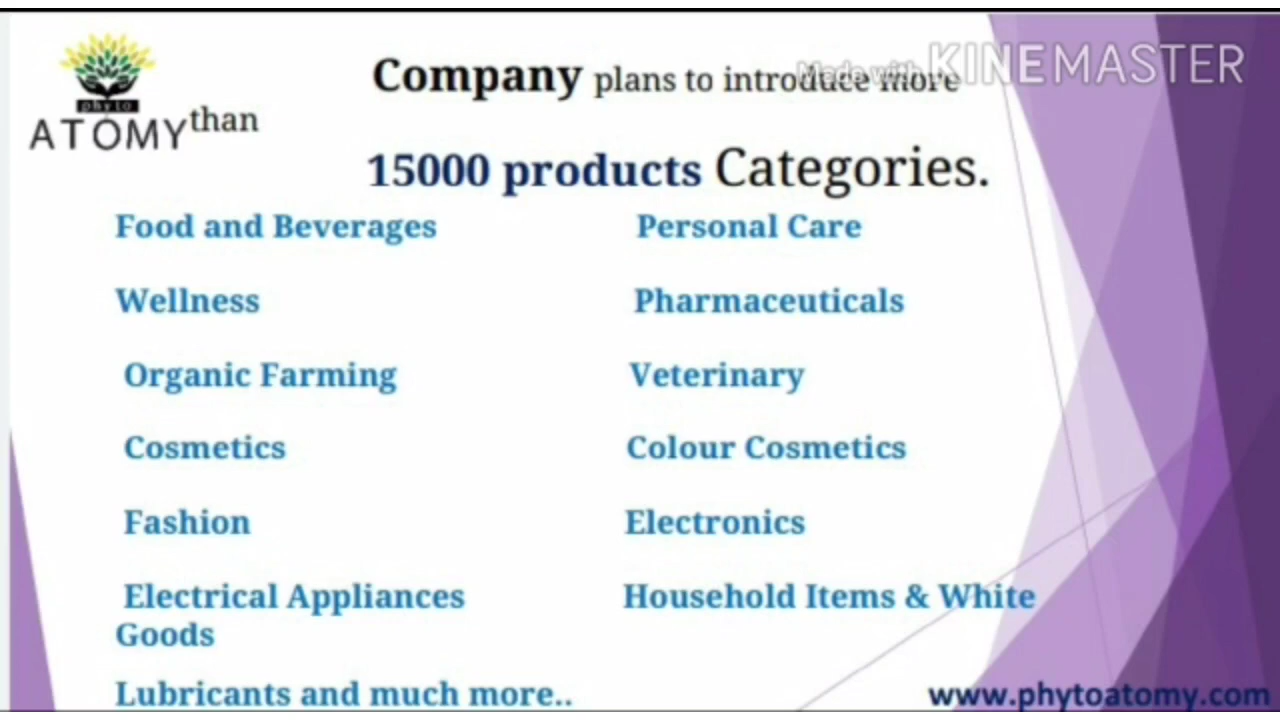 Company plans to introduce more
Made with KINEMASTER
phyto
ATOMY than
15000 products Categories.
Food and Beverages Personal Care
Wellness Pharmaceuticals
Organic Farming Veterinary
Cosmetics Colour Cosmetics
Fashion Electronics
Electrical Appliances Household Items & White
Goods
Lubricants and much more..
www.phytoatomy.com